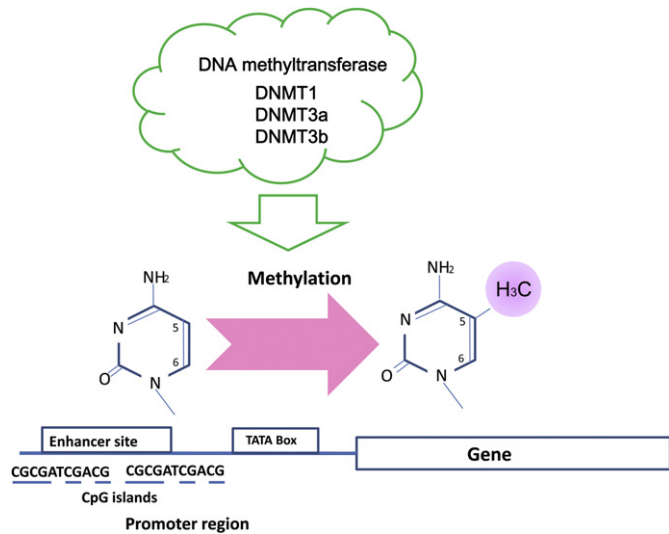 DNA methyltransferase
DNMT1
DNMT3a
DNMT3b
Methylation
NH2
N
5
6
O
N
NH2
H3C
N
5
6
O
N
Enhancer site
TATA Box
Gene
CGCGATCGACG CGCGATCGACG
CpG islands
Promoter region